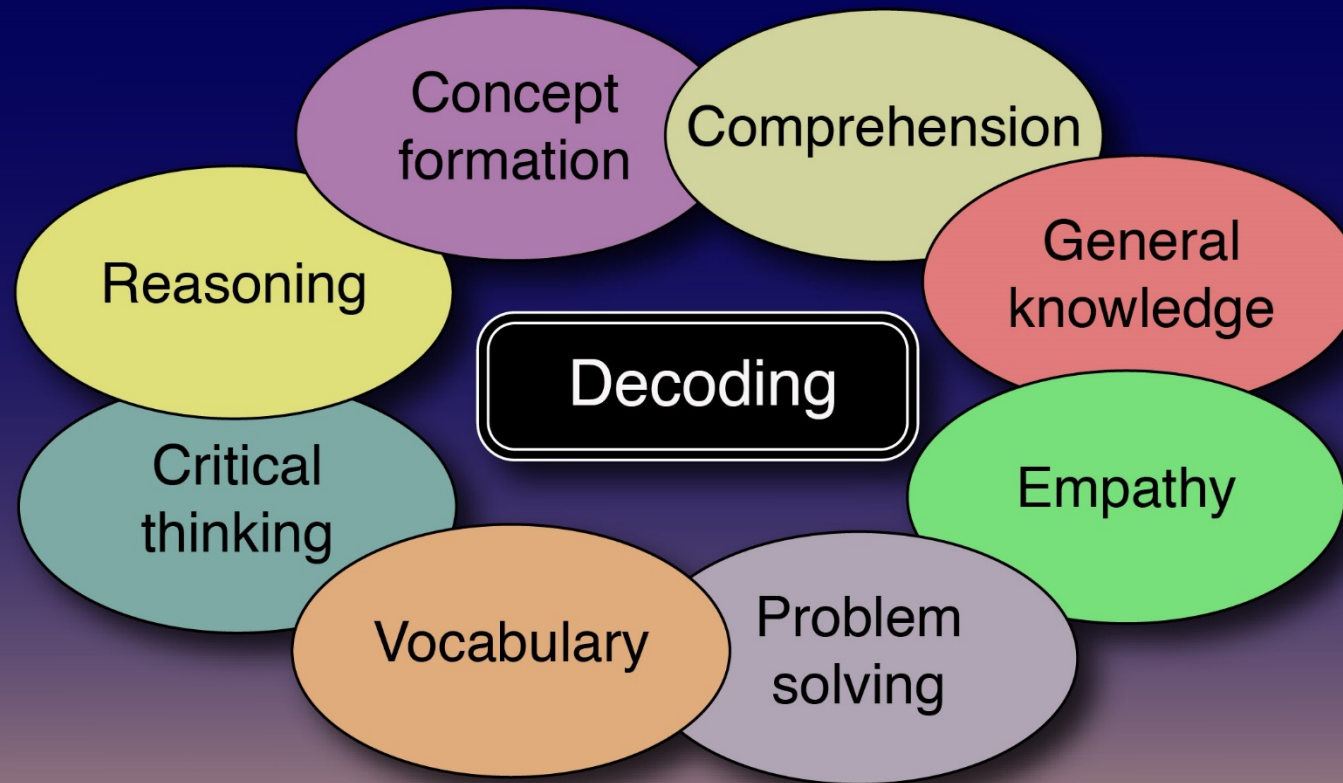 Concept
formation
Comprehension
General
knowledge
Reasoning
Decoding
Empathy
Critical
thinking
Vocabulary
Problem
solving